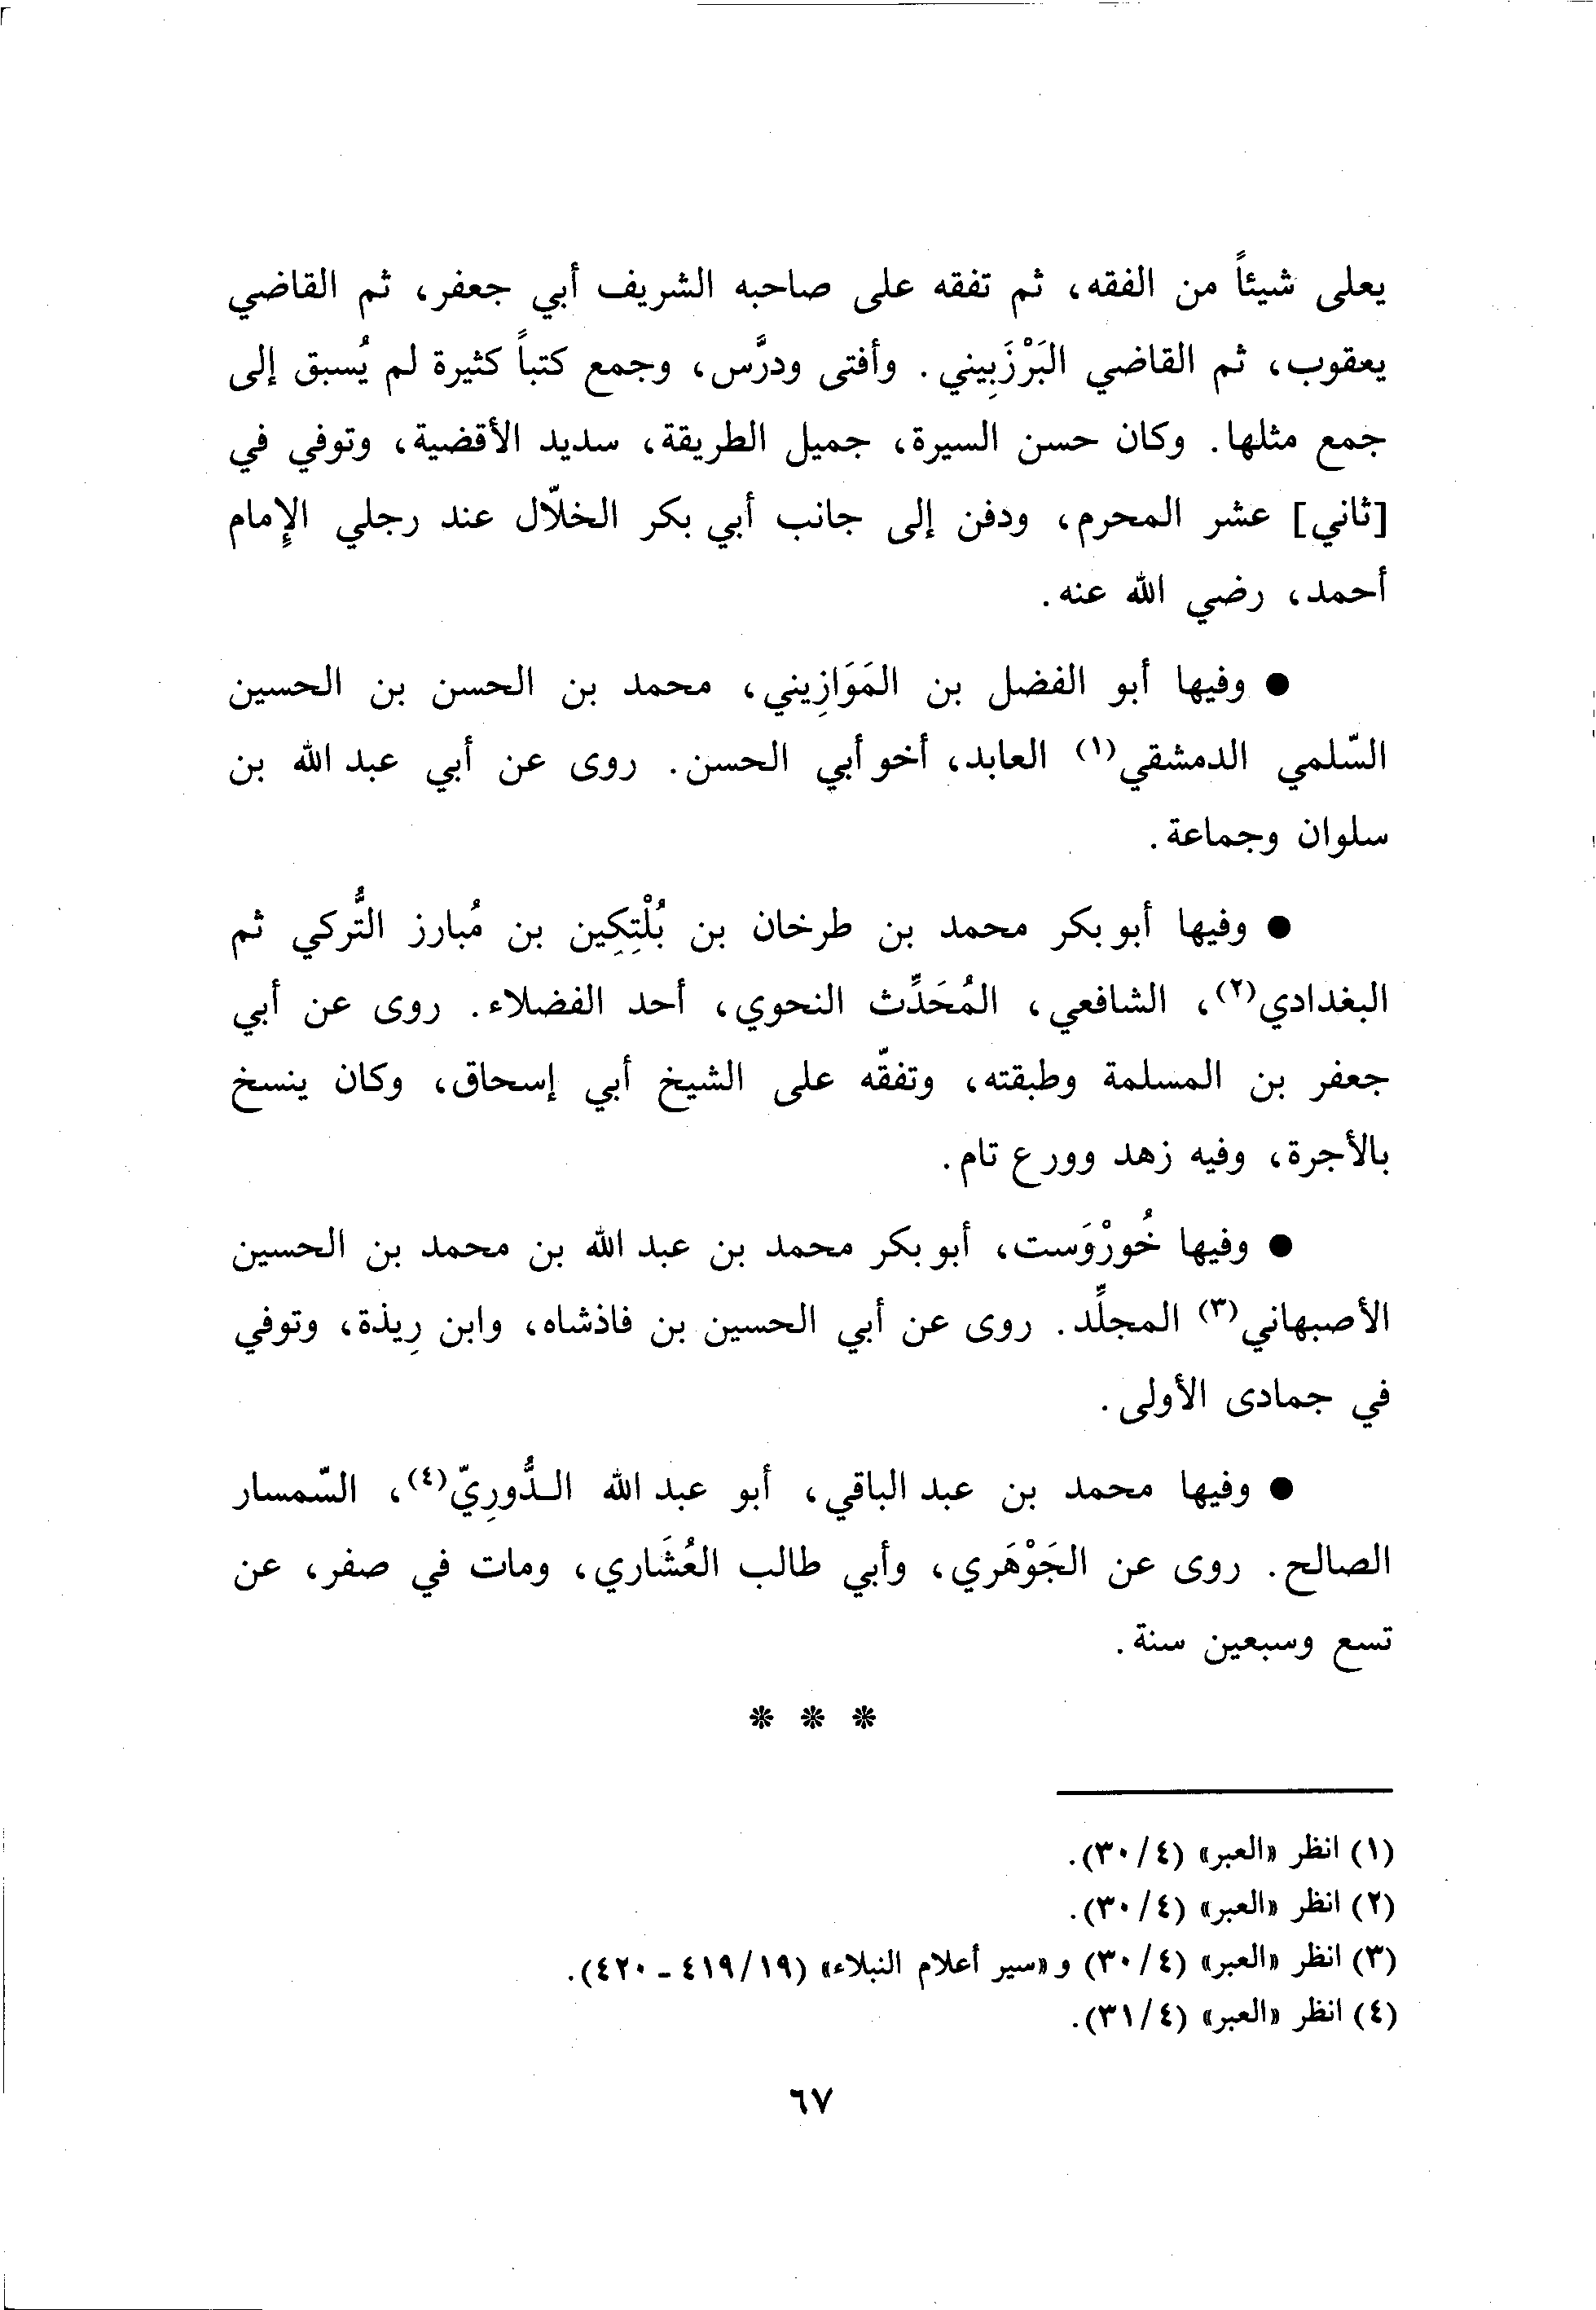 يعلى شيئاً من الفقه، ثم تفقه على صاحبه الشريف أبي جعفر، ثم القاضي
يعقوب، ثم القاضي البَرْزَبِيني. وأفتى ودرَّس، وجمع كتباً كثيرة لم يُسبق إلى
جمع مثلها. وكان حسن السيرة، جميل الطريقة، سديد الأقضية، وتوفي في
[ثاني] عشر المحرم، ودفن إلى جانب أبي بكر الخلّال عند رجلي الإمام
أحمد، رضي الله عنه.
● وفيها أبو الفضل بن المَوَازِيني، محمد بن الحسن بن الحسين
السّلمي الدمشقي(١) العابد، أخو أبي الحسن. روى عن أبي عبد الله بن
سلوان وجماعة.
● وفيها أبو بكر محمد بن طرخان بن بُلْتِكِين بن مُبارز التُّركي ثم
البغدادي(٢)، الشافعي، المُحَدِّث النحوي، أحد الفضلاء. روى عن أبي
جعفر بن المسلمة وطبقته، وتفقّه على الشيخ أبي إسحاق، وكان ينسخ
بالأجرة، وفيه زهد وورع تام.
● وفيها خُورْوَست، أبو بكر محمد بن عبد الله بن محمد بن الحسين
الأصبهاني(٣) المجلِّد. روى عن أبي الحسين بن فاذشاه، وابن رِيذة، وتوفي
في جمادى الأولى.
● وفيها محمد بن عبد الباقي، أبو عبد الله الـدُّورِيّ(٤)، السّمسار
الصالح. روى عن الجَوْهَري، وأبي طالب العُشَاري، ومات في صفر، عن
تسع وسبعين سنة.
* * *
(١) انظر «العبر» (٤/ ٣٠).
(٢) انظر «العبر» (٤/ ٣٠).
(٣) انظر «العبر» (٤/ ٣٠) و «سير أعلام النبلاء» (١٩/ ٤١٩ ـ ٤٢٠).
(٤) انظر «العبر» (٤/ ٣١).
٦٧